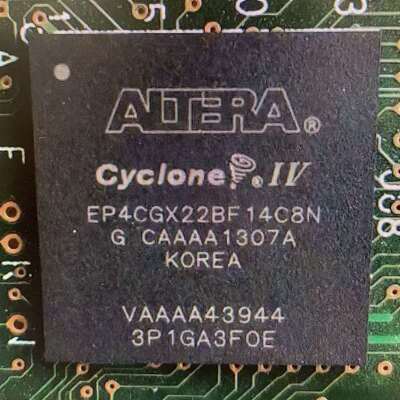 ALTERA®
Cyclone® IV
EP4CGX22BF14C8N
G CAAAA1307A
KOREA
VAAAA43944
3P1GA3F0E